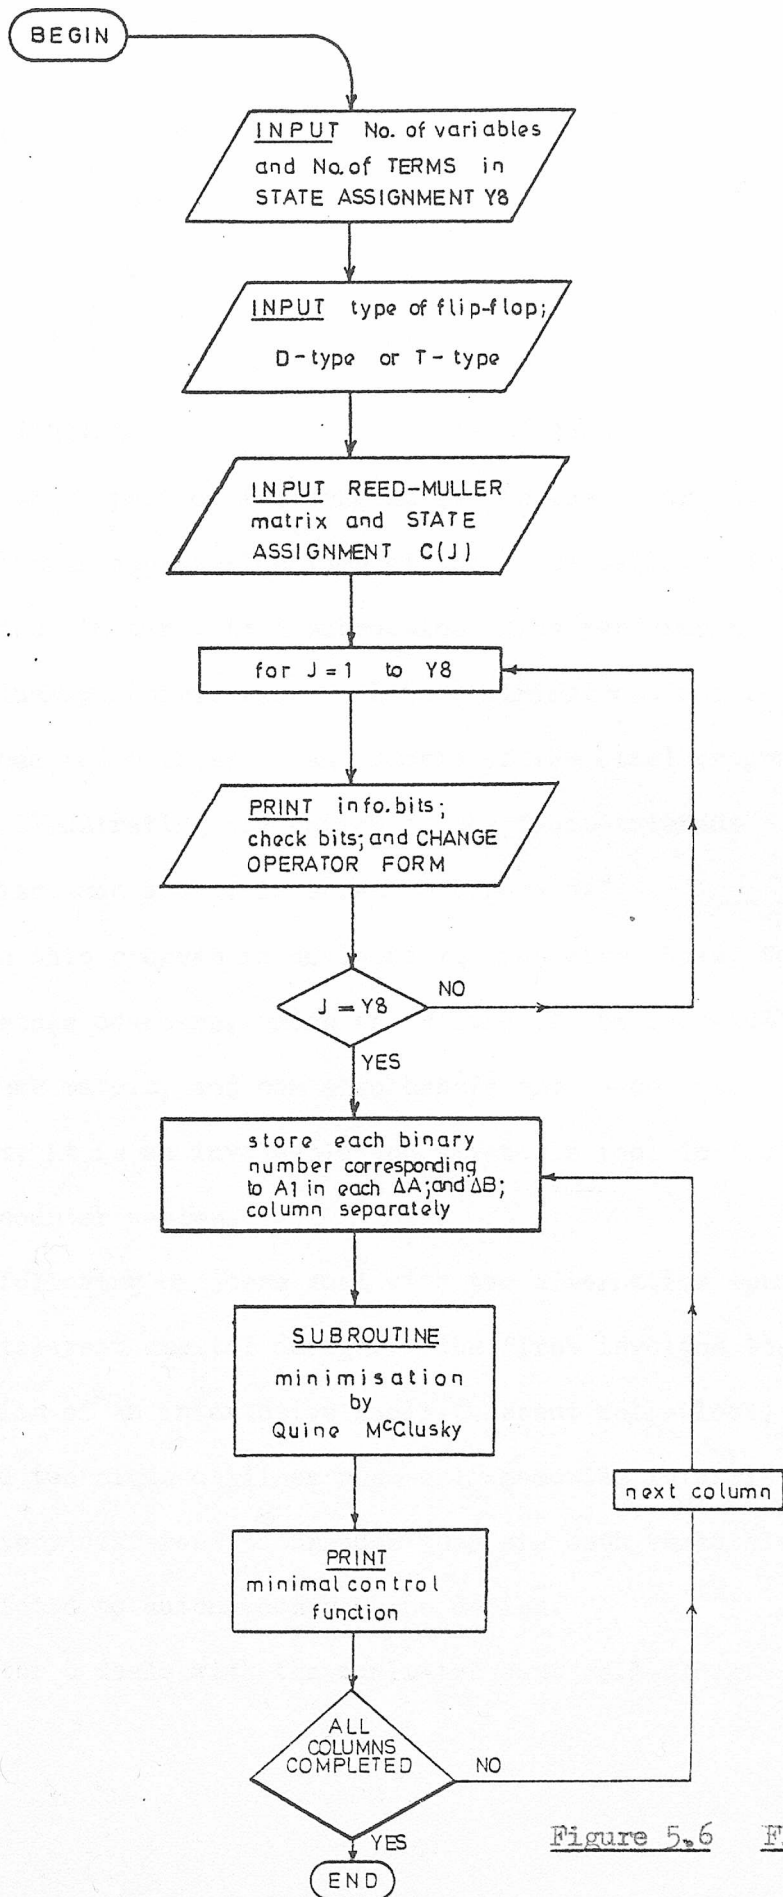 BEGIN
INPUT No. of variables
and No. of TERMS in
STATE ASSIGNMENT Y8
INPUT type of flip-flop;
D-type or T-type
INPUT REED-MULLER
matrix and STATE
ASSIGNMENT C(J)
for J=1 to Y8
PRINT info. bits;
check bits; and CHANGE
OPERATOR FORM
J = Y8
NO
YES
store each binary
number corresponding
to A1 in each ΔA; and ΔB;
column separately
SUBROUTINE
minimisation
by
Quine McClusky
next column
PRINT
minimal control
function
ALL
COLUMNS
COMPLETED
NO
YES
Figure 5.6
END